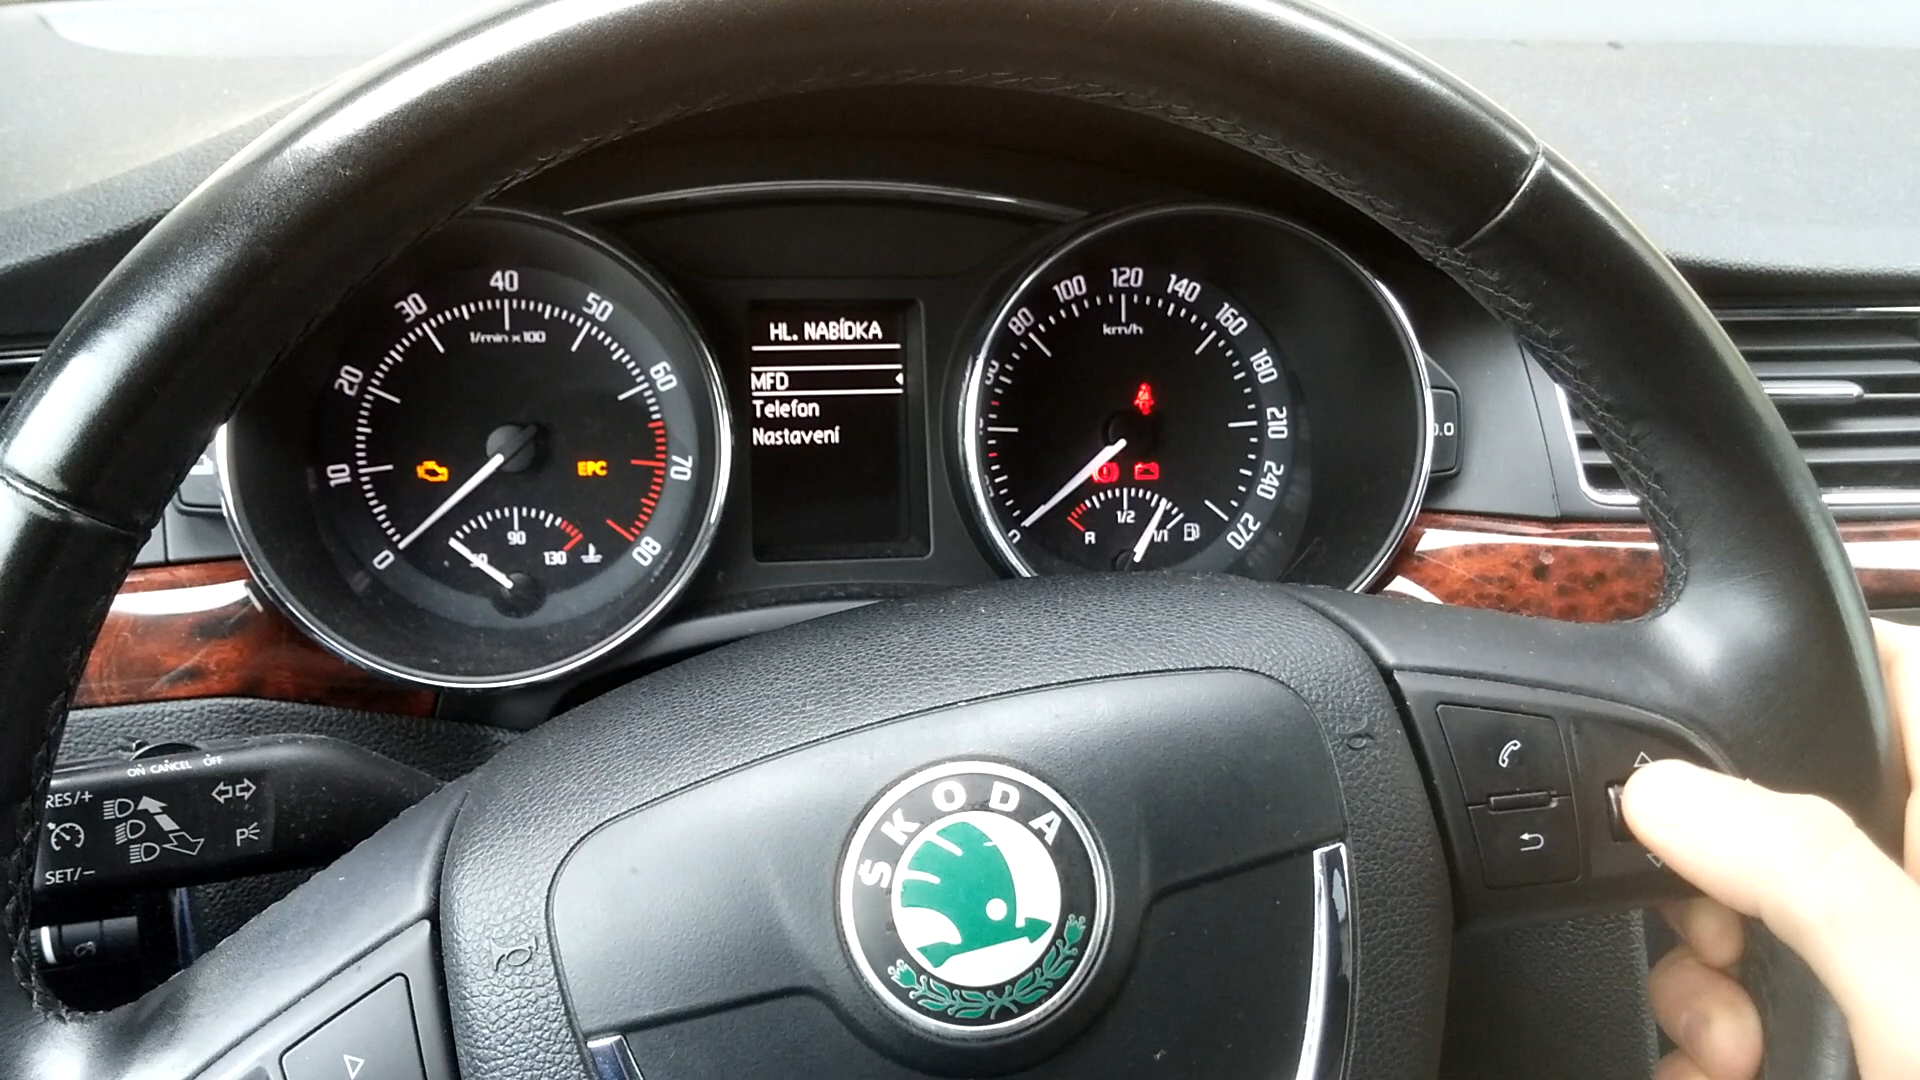 40
30
50
20
60
10
70
0
80
1/min x 100
EPC
90
130
HL. NABÍDKA
MFD
Telefon
Nastavení
80
100
120
140
160
180
210
240
270
0
km/h
R
1/2
1/1
ON CANCEL OFF
RES/+
SET/−
P
ŠKODA